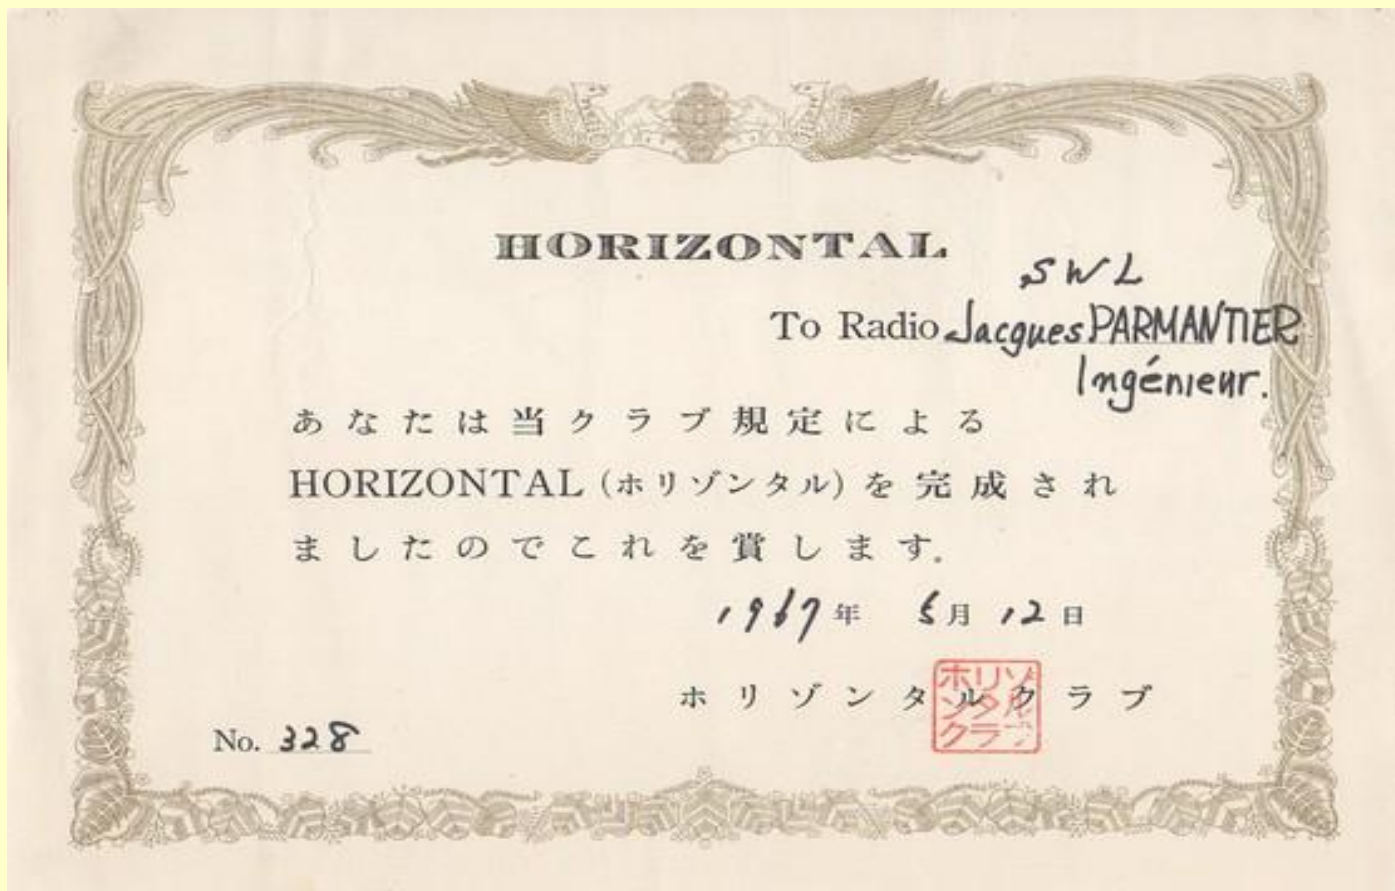 HORIZONTAL
SWL
To Radio Jacques PARMANTIER
Ingénieur.
あなたは当クラブ規定による
HORIZONTAL (ホリゾンタル) を完成され
ましたのでこれを賞します.
1967年 5月 12日
ホリゾンタルクラブ
ホリゾ
ンタル
クラブ
No. 328